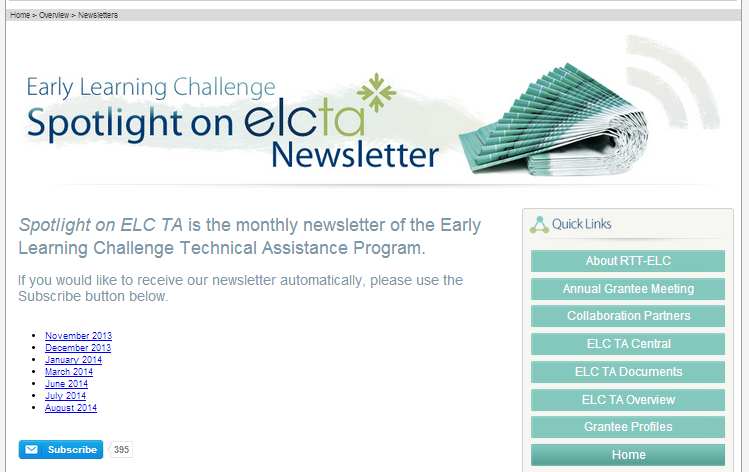 Home > Overview > Newsletters
Early Learning Challenge
Spotlight on elcta
Newsletter
Spotlight on ELC TA is the monthly newsletter of the Early
Learning Challenge Technical Assistance Program.
If you would like to receive our newsletter automatically, please use the
Subscribe button below.
November 2013
December 2013
January 2014
March 2014
June 2014
July 2014
August 2014
Subscribe 395
Quick Links
About RTT-ELC
Annual Grantee Meeting
Collaboration Partners
ELC TA Central
ELC TA Documents
ELC TA Overview
Grantee Profiles
Home